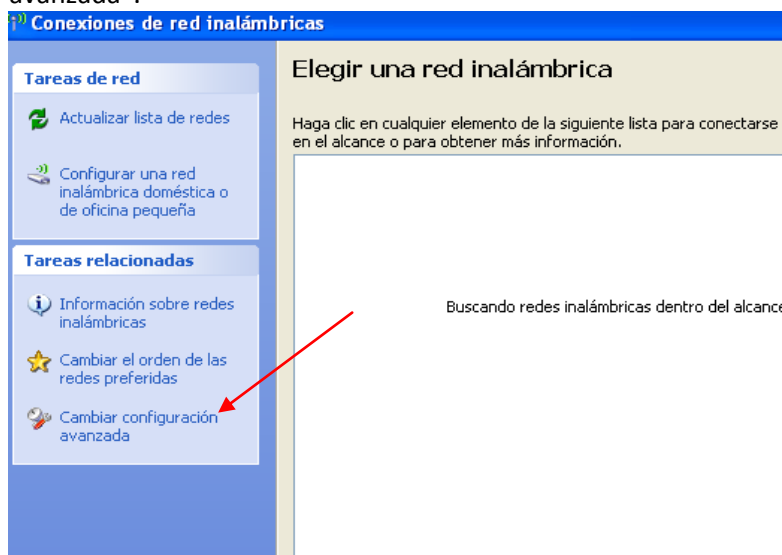 avanzada".
Conexiones de red inalámbricas
Tareas de red
Actualizar lista de redes
Configurar una red
inalámbrica doméstica o
de oficina pequeña
Tareas relacionadas
Información sobre redes
inalámbricas
Cambiar el orden de las
redes preferidas
Cambiar configuración
avanzada
Elegir una red inalámbrica
Haga clic en cualquier elemento de la siguiente lista para conectarse
en el alcance o para obtener más información.
Buscando redes inalámbricas dentro del alcance